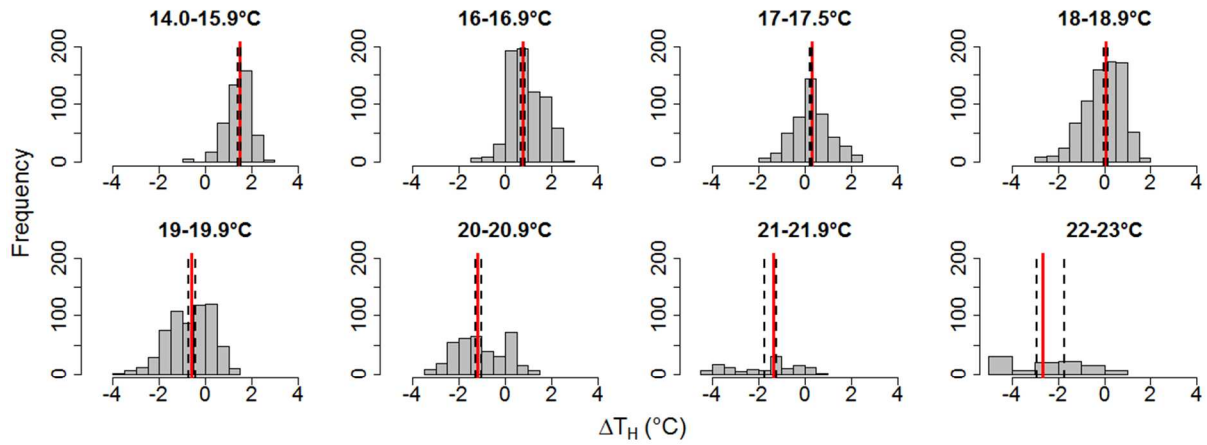 14.0-15.9°C 16-16.9°C 17-17.5°C 18-18.9°C
Frequency
0 100 200 0 100 200 0 100 200 0 100 200
-4 -2 0 2 4 -4 -2 0 2 4 -4 -2 0 2 4 -4 -2 0 2 4
19-19.9°C 20-20.9°C 21-21.9°C 22-23°C
0 100 200 0 100 200 0 100 200 0 100 200
-4 -2 0 2 4 -4 -2 0 2 4 -4 -2 0 2 4 -4 -2 0 2 4
ΔTH (°C)